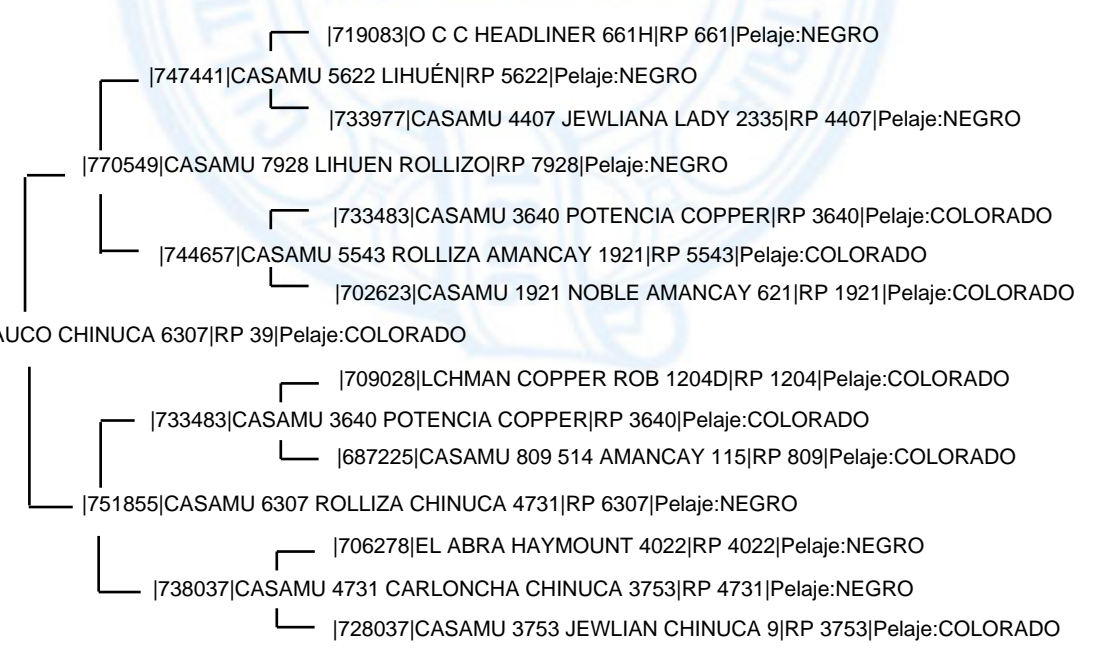 |719083|O C C HEADLINER 661H|RP 661|Pelaje:NEGRO
|747441|CASAMU 5622 LIHUÉN|RP 5622|Pelaje:NEGRO
|733977|CASAMU 4407 JEWLIANA LADY 2335|RP 4407|Pelaje:NEGRO
|770549|CASAMU 7928 LIHUEN ROLLIZO|RP 7928|Pelaje:NEGRO
|733483|CASAMU 3640 POTENCIA COPPER|RP 3640|Pelaje:COLORADO
|744657|CASAMU 5543 ROLLIZA AMANCAY 1921|RP 5543|Pelaje:COLORADO
|702623|CASAMU 1921 NOBLE AMANCAY 621|RP 1921|Pelaje:COLORADO
AUCO CHINUCA 6307|RP 39|Pelaje:COLORADO
|709028|LCHMAN COPPER ROB 1204D|RP 1204|Pelaje:COLORADO
|733483|CASAMU 3640 POTENCIA COPPER|RP 3640|Pelaje:COLORADO
|687225|CASAMU 809 514 AMANCAY 115|RP 809|Pelaje:COLORADO
|751855|CASAMU 6307 ROLLIZA CHINUCA 4731|RP 6307|Pelaje:NEGRO
|706278|EL ABRA HAYMOUNT 4022|RP 4022|Pelaje:NEGRO
|738037|CASAMU 4731 CARLONCHA CHINUCA 3753|RP 4731|Pelaje:NEGRO
|728037|CASAMU 3753 JEWLIAN CHINUCA 9|RP 3753|Pelaje:COLORADO